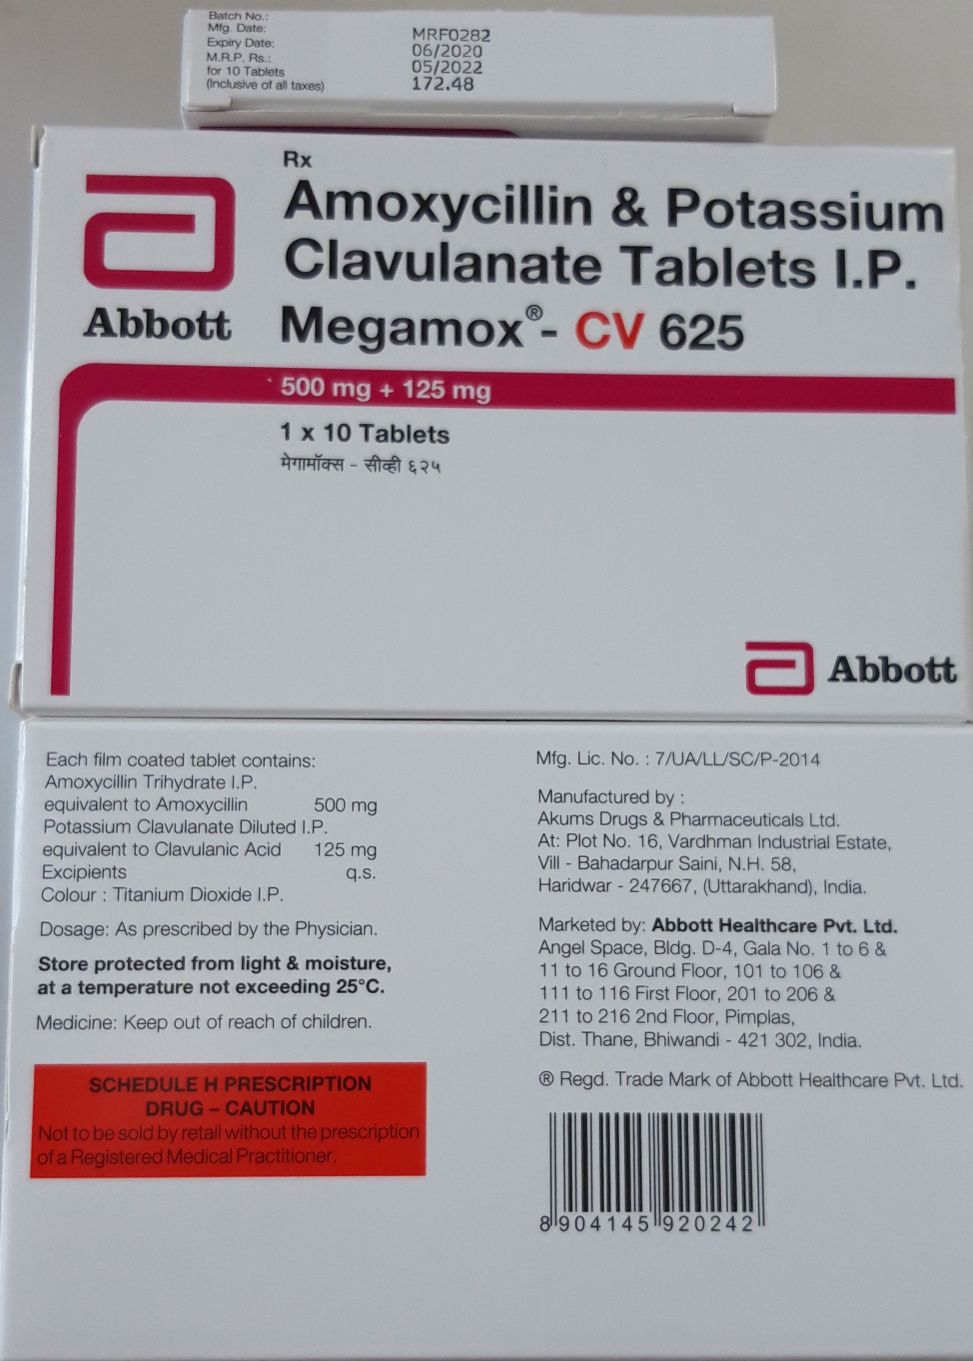 Batch No.:
Mfg. Date:
Expiry Date:
M.R.P. Rs.:
for 10 Tablets
(Inclusive of all taxes)
MRF0282
06/2020
05/2022
172.48
Rx
Amoxycillin & Potassium
Clavulanate Tablets I.P.
Megamox®- CV 625
Abbott
500 mg + 125 mg
1 x 10 Tablets
मेगामॉक्स - सीव्ही ६२५
Abbott
Each film coated tablet contains:
Amoxycillin Trihydrate I.P.
equivalent to Amoxycillin 500 mg
Potassium Clavulanate Diluted I.P.
equivalent to Clavulanic Acid 125 mg
Excipients q.s.
Colour : Titanium Dioxide I.P.
Dosage: As prescribed by the Physician.
Store protected from light & moisture,
at a temperature not exceeding 25°C.
Medicine: Keep out of reach of children.
SCHEDULE H PRESCRIPTION
DRUG – CAUTION
Not to be sold by retail without the prescription
of a Registered Medical Practitioner.
Mfg. Lic. No. : 7/UA/LL/SC/P-2014
Manufactured by :
Akums Drugs & Pharmaceuticals Ltd.
At: Plot No. 16, Vardhman Industrial Estate,
Vill - Bahadarpur Saini, N.H. 58,
Haridwar - 247667, (Uttarakhand), India.
Marketed by: Abbott Healthcare Pvt. Ltd.
Angel Space, Bldg. D-4, Gala No. 1 to 6 &
11 to 16 Ground Floor, 101 to 106 &
111 to 116 First Floor, 201 to 206 &
211 to 216 2nd Floor, Pimplas,
Dist. Thane, Bhiwandi - 421 302, India.
® Regd. Trade Mark of Abbott Healthcare Pvt. Ltd.
8 904145 920242